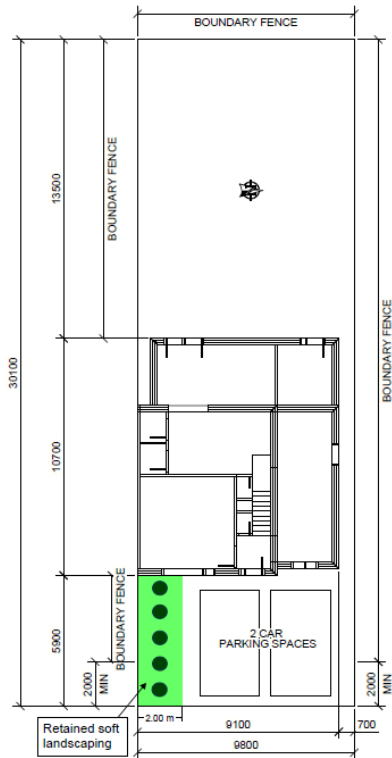 BOUNDARY FENCE
BOUNDARY FENCE
13500
30100
BOUNDARY FENCE
N
10700
5900
BOUNDARY FENCE
2000
MIN
2 CAR
PARKING SPACES
2000
MIN
Retained soft
landscaping
2.00 m
9100
700
9800